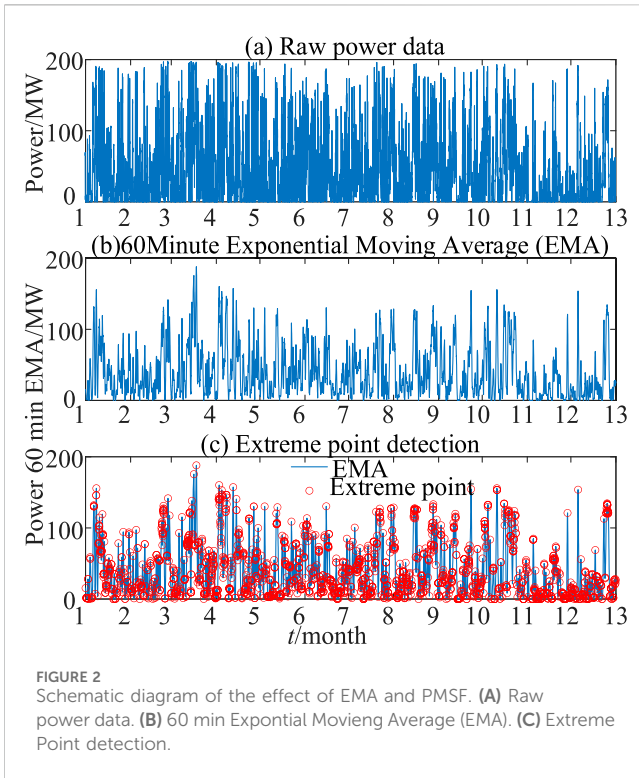 (a) Raw power data
Power/MW
200
100
0
1 2 3 4 5 6 7 8 9 10 11 12 13
(b)60Minute Exponential Moving Average (EMA)
Power 60 min EMA/MW
200
100
0
1 2 3 4 5 6 7 8 9 10 11 12 13
(c) Extreme point detection
EMA
Extreme point
200
100
0
1 2 3 4 5 6 7 8 9 10 11 12 13
t/month
FIGURE 2
Schematic diagram of the effect of EMA and PMSF. (A) Raw
power data. (B) 60 min Expontial Movieng Average (EMA). (C) Extreme
Point detection.